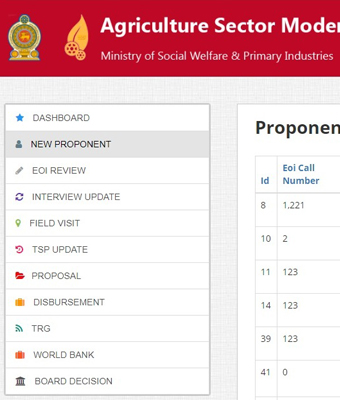 Agriculture Sector Moder
Ministry of Social Welfare & Primary Industries
DASHBOARD
NEW PROPONENT
EOI REVIEW
INTERVIEW UPDATE
FIELD VISIT
TSP UPDATE
PROPOSAL
DISBURSEMENT
TRG
WORLD BANK
BOARD DECISION
Proponen
Id Eoi Call
Number
8 1,221
10 2
11 123
14 123
39 123
41 0